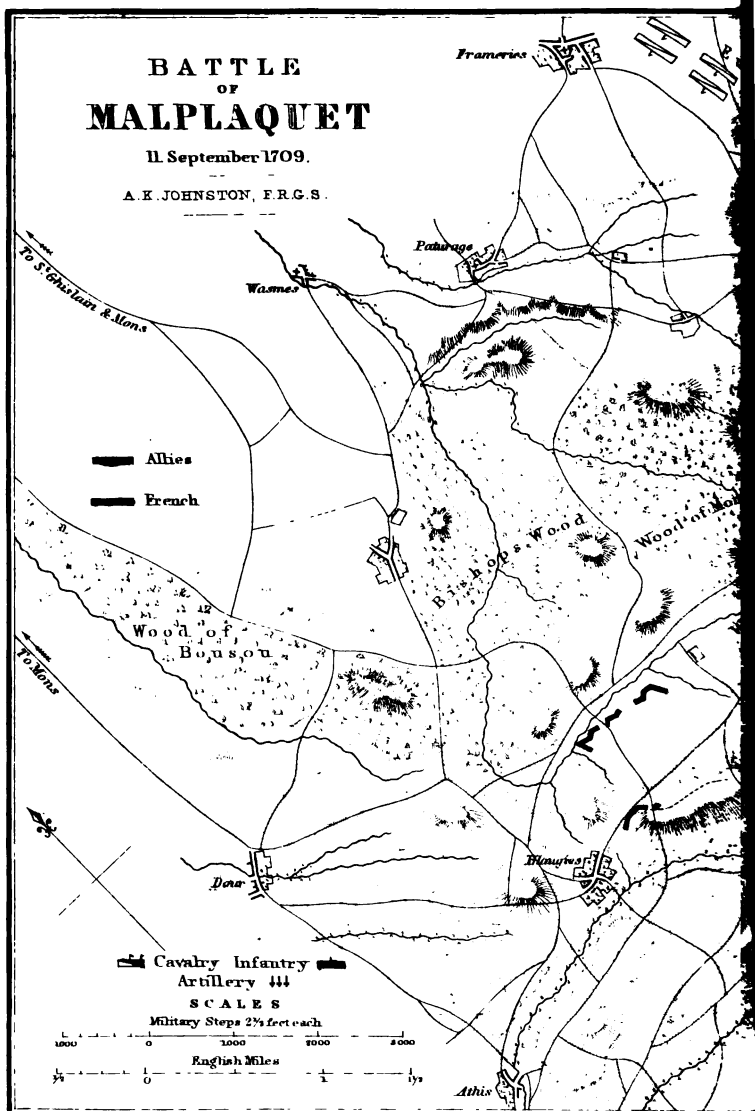 BATTLE
OF
MALPLAQUET
11 September 1709.
A.K. JOHNSTON, F.R.G.S.
Frameries
Paturage
Wasmes
To St Ghislain & Mons
Allies
French
Bishops Wood
Wood of
Wood of
Bouson
To Mons
Dour
Blaugies
Cavalry Infantry
Artillery
SCALES
Military Steps 2½ feet each
1000 0 1000 2000 3000
English Miles
½ 0 1 1½
Athis